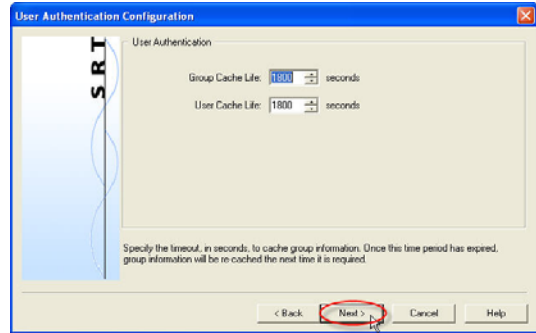 User Authentication Configuration
SRT
User Authentication
Group Cache Life: 1800 seconds
User Cache Life: 1800 seconds
Specify the timeout, in seconds, to cache group information. Once this time period has expired,
group information will be re-cached the next time it is required.
< Back Next > Cancel Help